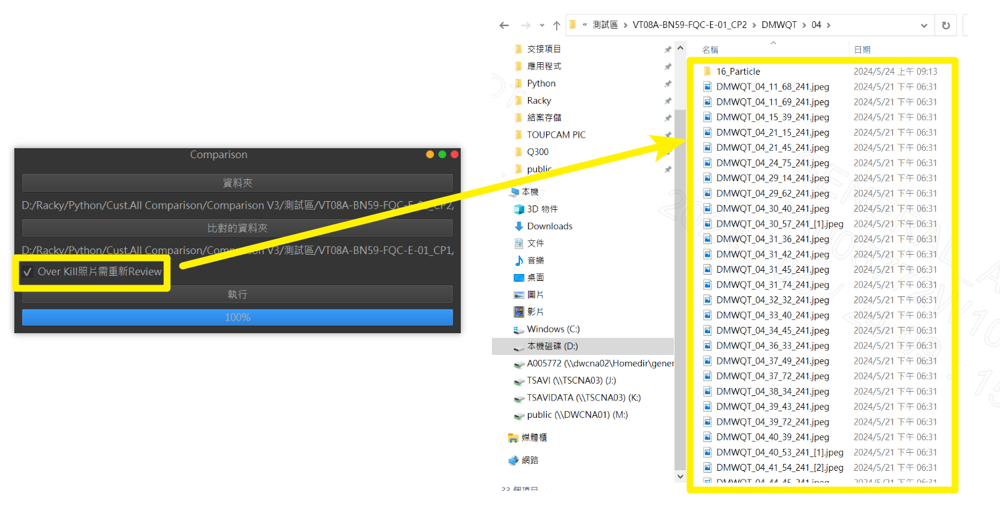 Comparison
資料夾
D:/Racky/Python/Cust.All Comparison/Comparison V3/測試區/VT08A-BN59-FQC-E-01_CP2,
比對的資料夾
D:/Racky/Python/Cust.All Comparison/Comparison V3/測試區/VT08A-BN59-FQC-E-01_CP1,
Over Kill照片需重新Review
執行
100%
« 測試區 > VT08A-BN59-FQC-E-01_CP2 > DMWQT > 04 >
交接項目
應用程式
Python
Racky
結案存儲
TOUPCAM PIC
Q300
public
本機
3D 物件
Downloads
文件
音樂
桌面
圖片
影片
Windows (C:)
本機磁碟 (D:)
A005772 (\\dwcna02\Homedir\gener
TSAVI (\\TSCNA03) (J:)
TSAVIDATA (\\TSCNA03) (K:)
public (\\DWCNA01) (M:)
媒體櫃
網路
33 個項目
名稱 日期
16_Particle 2024/5/24 上午 09:13
DMWQT_04_11_68_241.jpeg 2024/5/21 下午 06:31
DMWQT_04_11_69_241.jpeg 2024/5/21 下午 06:31
DMWQT_04_15_39_241.jpeg 2024/5/21 下午 06:31
DMWQT_04_21_15_241.jpeg 2024/5/21 下午 06:31
DMWQT_04_21_45_241.jpeg 2024/5/21 下午 06:31
DMWQT_04_24_75_241.jpeg 2024/5/21 下午 06:31
DMWQT_04_29_14_241.jpeg 2024/5/21 下午 06:31
DMWQT_04_29_62_241.jpeg 2024/5/21 下午 06:31
DMWQT_04_30_40_241.jpeg 2024/5/21 下午 06:31
DMWQT_04_30_57_241_[1].jpeg 2024/5/21 下午 06:31
DMWQT_04_31_36_241.jpeg 2024/5/21 下午 06:31
DMWQT_04_31_42_241.jpeg 2024/5/21 下午 06:31
DMWQT_04_31_45_241.jpeg 2024/5/21 下午 06:31
DMWQT_04_31_74_241.jpeg 2024/5/21 下午 06:31
DMWQT_04_32_32_241.jpeg 2024/5/21 下午 06:31
DMWQT_04_33_40_241.jpeg 2024/5/21 下午 06:31
DMWQT_04_34_45_241.jpeg 2024/5/21 下午 06:31
DMWQT_04_36_33_241.jpeg 2024/5/21 下午 06:31
DMWQT_04_37_49_241.jpeg 2024/5/21 下午 06:31
DMWQT_04_37_72_241.jpeg 2024/5/21 下午 06:31
DMWQT_04_38_34_241.jpeg 2024/5/21 下午 06:31
DMWQT_04_39_43_241.jpeg 2024/5/21 下午 06:31
DMWQT_04_39_72_241.jpeg 2024/5/21 下午 06:31
DMWQT_04_40_39_241.jpeg 2024/5/21 下午 06:31
DMWQT_04_40_53_241_[1].jpeg 2024/5/21 下午 06:31
DMWQT_04_41_54_241_[2].jpeg 2024/5/21 下午 06:31
DMWQT_04_44_45_241.jpeg 2024/5/21 下午 06:31